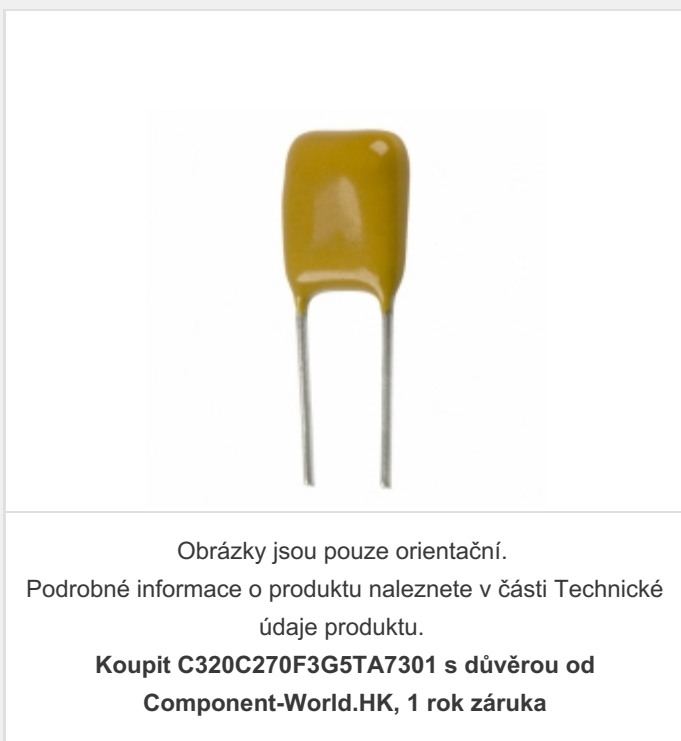 Obrázky jsou pouze orientační.
Podrobné informace o produktu naleznete v části Technické
údaje produktu.
Koupit C320C270F3G5TA7301 s důvěrou od
Component-World.HK, 1 rok záruka